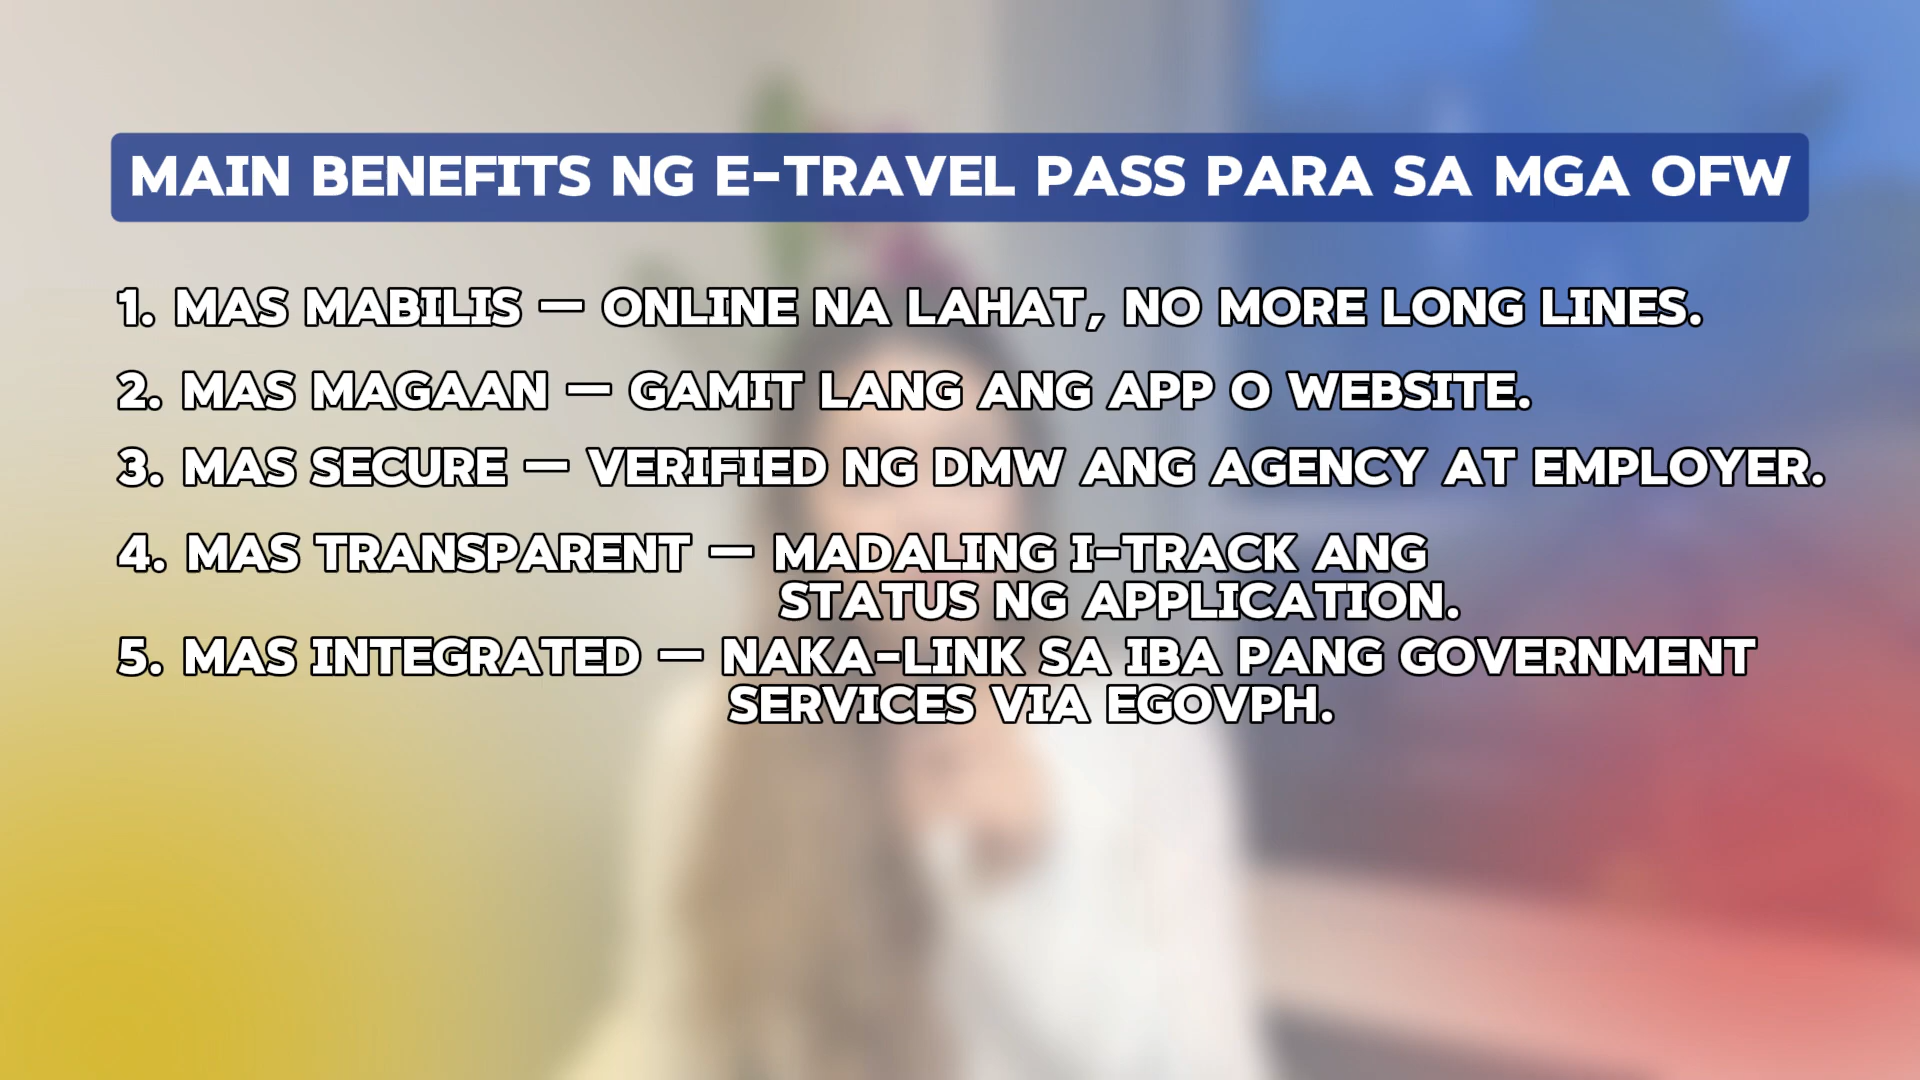 MAIN BENEFITS NG E-TRAVEL PASS PARA SA MGA OFW
1. MAS MABILIS — ONLINE NA LAHAT, NO MORE LONG LINES.
2. MAS MAGAAN — GAMIT LANG ANG APP O WEBSITE.
3. MAS SECURE — VERIFIED NG DMW ANG AGENCY AT EMPLOYER.
4. MAS TRANSPARENT — MADALING I-TRACK ANG
STATUS NG APPLICATION.
5. MAS INTEGRATED — NAKA-LINK SA IBA PANG GOVERNMENT
SERVICES VIA EGOVPH.